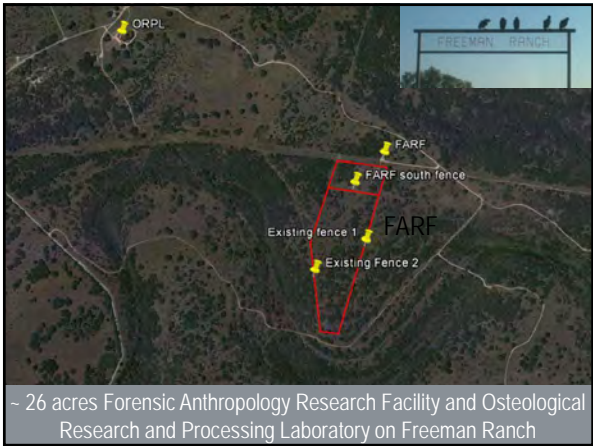 ORPL
FREEMAN RANCH
FARF
FARF south fence
FARF
Existing fence 1
Existing Fence 2
~ 26 acres Forensic Anthropology Research Facility and Osteological
Research and Processing Laboratory on Freeman Ranch